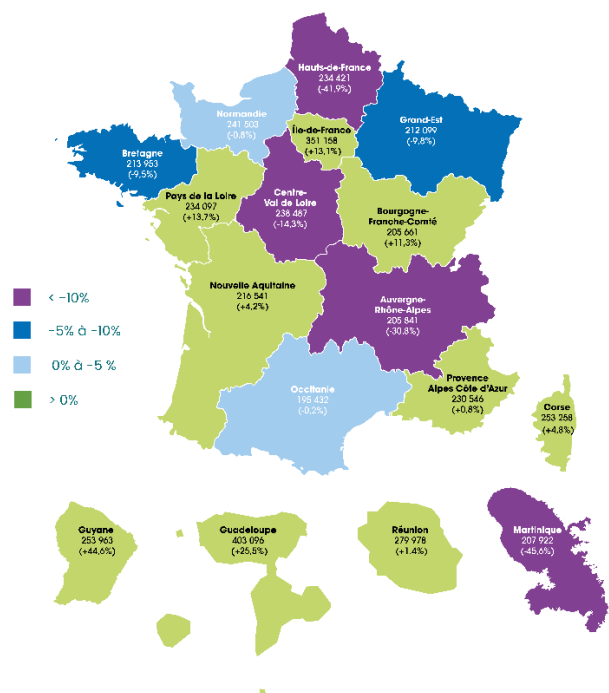 Hauts-de-France
234 421
(-41,9%)
Normandie
241 503
(-0,8%)
Île-de-France
351 158
(+13,1%)
Grand-Est
212 099
(-9,8%)
Bretagne
213 953
(-9,5%)
Pays de la Loire
234 097
(+13,7%)
Centre-
Val de Loire
238 487
(-14,3%)
Bourgogne-
Franche-Comté
205 661
(+11,3%)
Nouvelle Aquitaine
216 541
(+4,2%)
Auvergne-
Rhône-Alpes
205 841
(-30,8%)
Occitanie
195 432
(-0,2%)
Provence
Alpes Côte d'Azur
230 546
(+0,8%)
Corse
253 258
(+4,8%)
< -10%
-5% à -10%
0% à -5 %
> 0%
Guyane
253 963
(+44,6%)
Guadeloupe
403 096
(+25,5%)
Réunion
279 978
(+1.4%)
Martinique
207 922
(-45,6%)